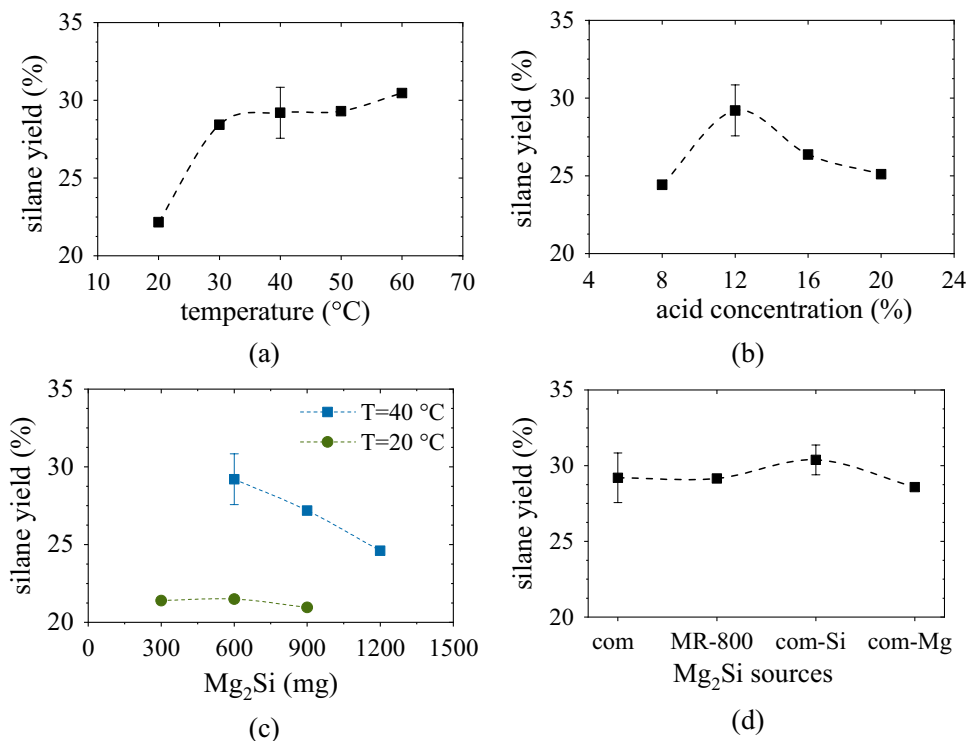 35
30
25
20
silane yield (%)
10 20 30 40 50 60 70
temperature (°C)
(a)
35
30
25
20
silane yield (%)
4 8 12 16 20 24
acid concentration (%)
(b)
35
30
25
20
silane yield (%)
T=40 °C
T=20 °C
0 300 600 900 1200 1500
Mg₂Si (mg)
(c)
35
30
25
20
silane yield (%)
com MR-800 com-Si com-Mg
Mg₂Si sources
(d)